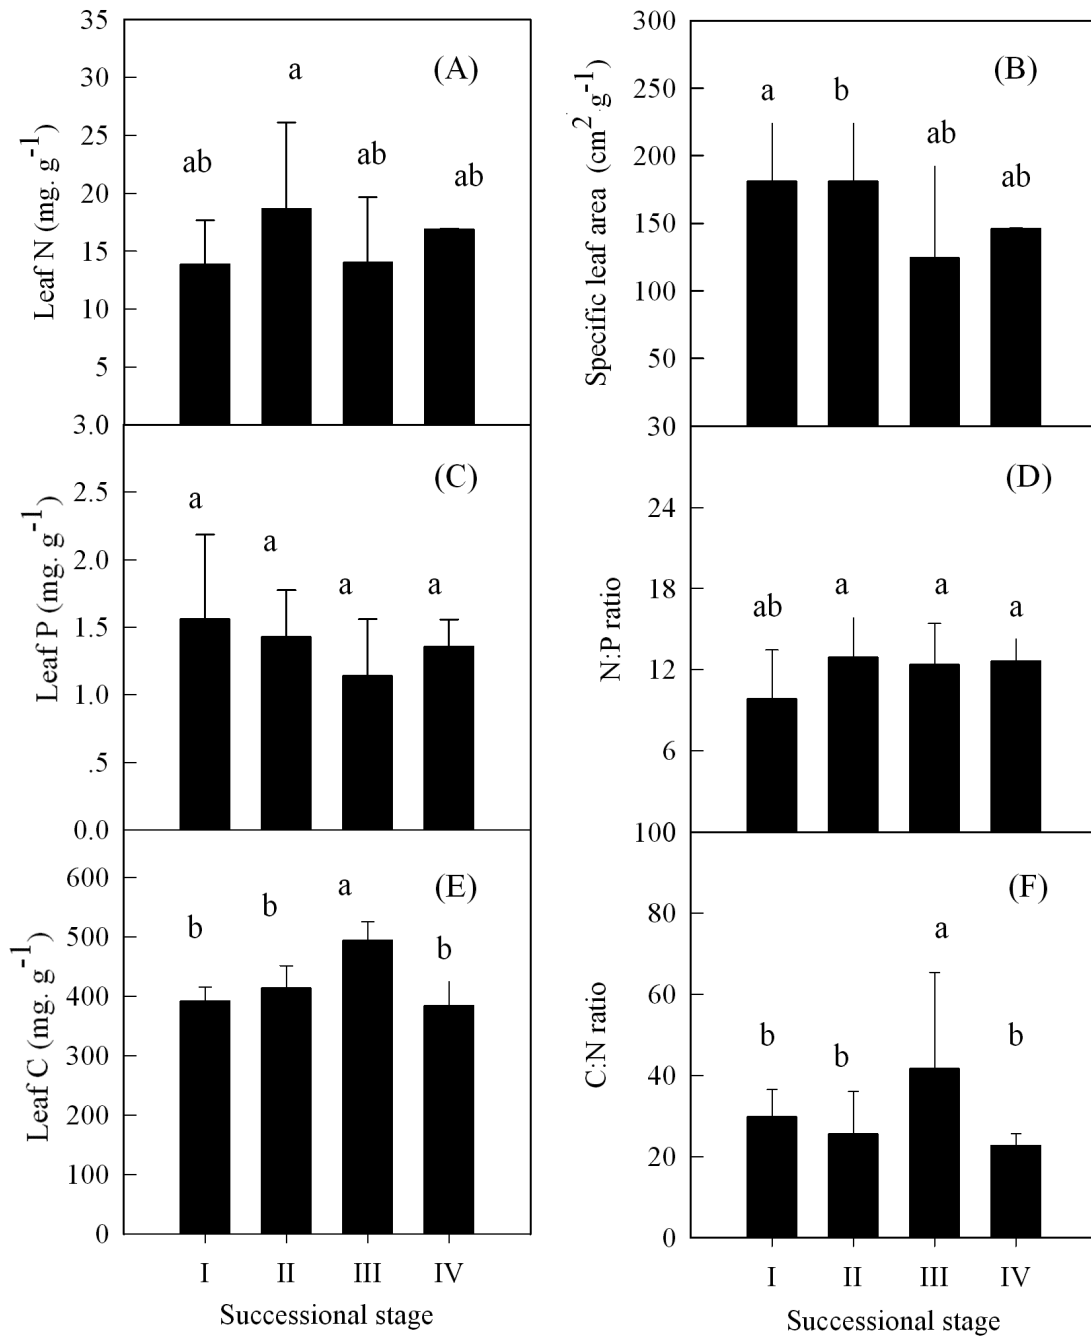 35
30
25
20
15
10
5
3.0
Leaf N (mg. g-1)
(A)
ab
a
ab
ab
300
250
200
150
100
50
30
Specific leaf area (cm2 g-1)
(B)
a
b
ab
ab
2.5
2.0
1.5
1.0
.5
0.0
Leaf P (mg. g-1)
(C)
a
a
a
a
24
18
12
6
100
N:P ratio
(D)
ab
a
a
a
600
500
400
300
200
100
0
Leaf C (mg. g-1)
(E)
b
b
a
b
I II III IV
Successional stage
80
60
40
20
0
C:N ratio
(F)
b
b
a
b
I II III IV
Successional stage